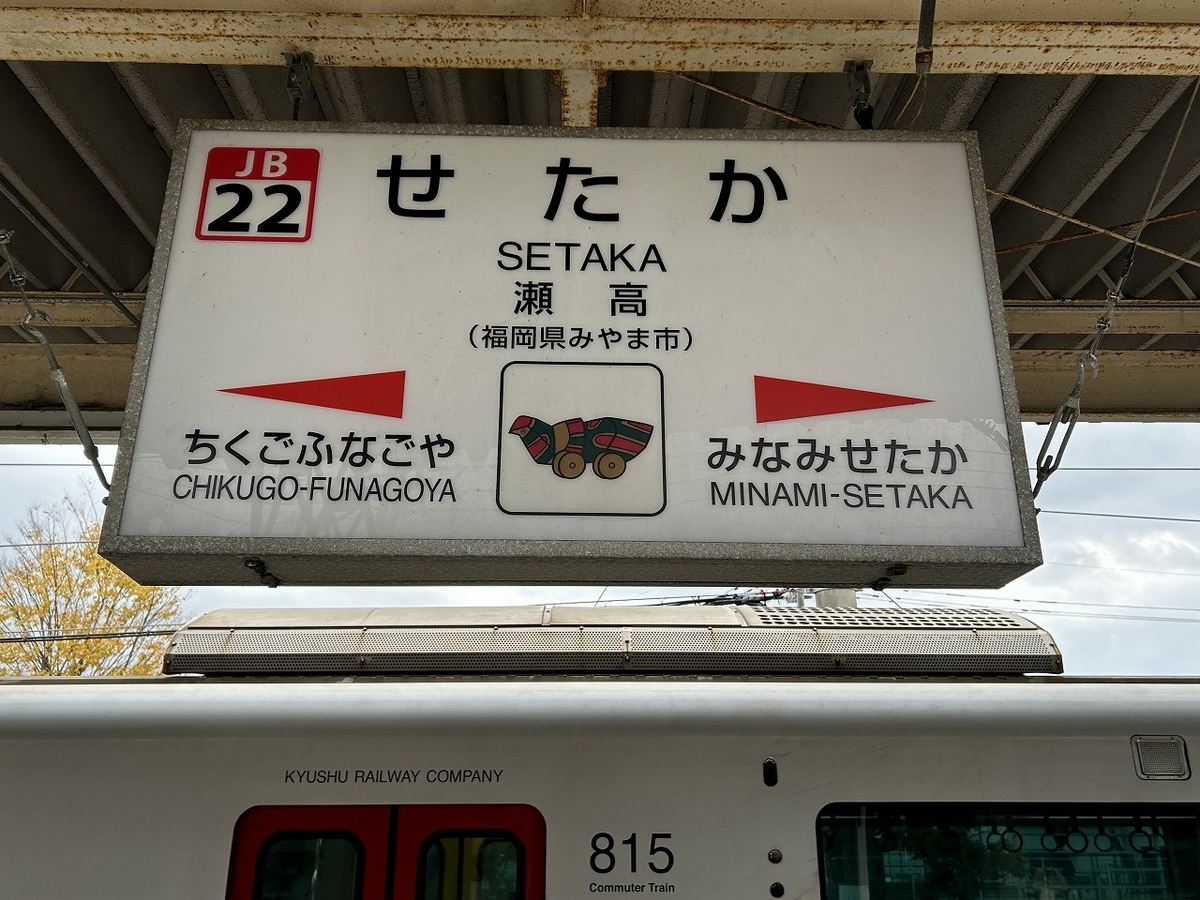 JB
22
せたか
SETAKA
瀬高
(福岡県みやま市)
ちくごふなごや
CHIKUGO-FUNAGOYA
みなみせたか
MINAMI-SETAKA
KYUSHU RAILWAY COMPANY
815
Commuter Train